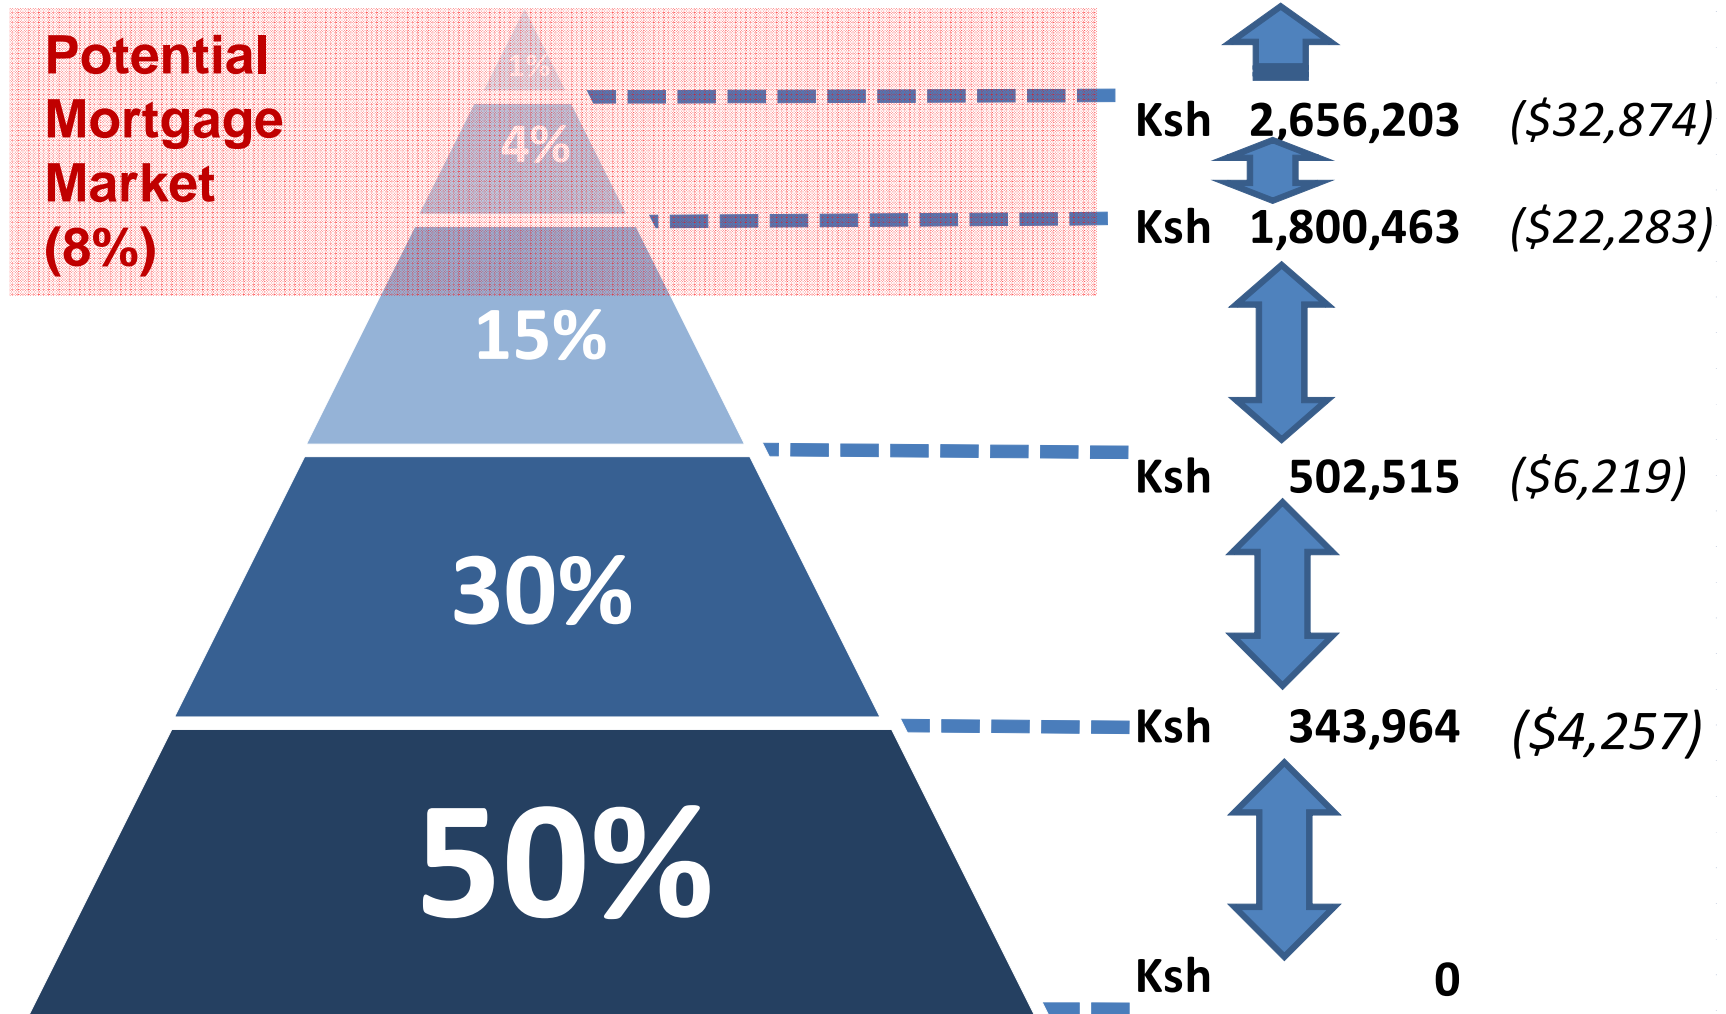 Potential
Mortgage
Market
(8%)
1%
4%
15%
30%
50%
Ksh 2,656,203 ($32,874)
Ksh 1,800,463 ($22,283)
Ksh 502,515 ($6,219)
Ksh 343,964 ($4,257)
Ksh 0